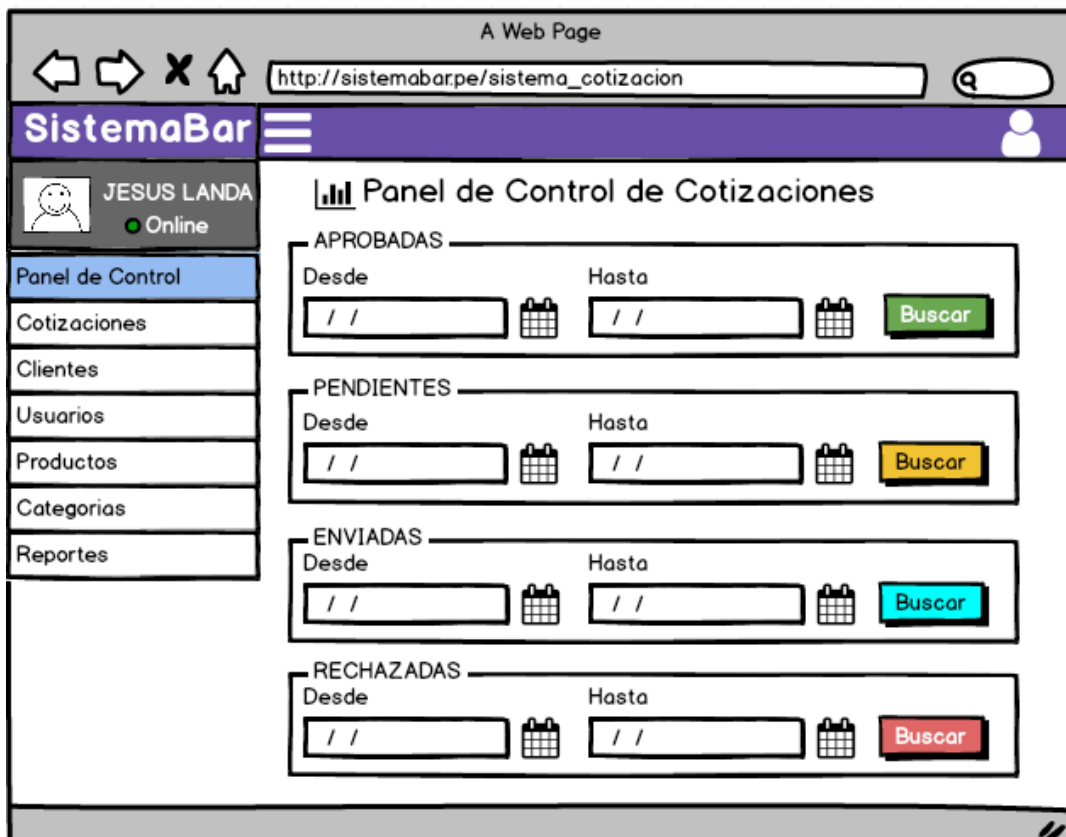 A Web Page
http://sistemabar.pe/sistema_cotizacion
SistemaBar
JESUS LANDA
Online
Panel de Control
Cotizaciones
Clientes
Usuarios
Productos
Categorias
Reportes
Panel de Control de Cotizaciones
APROBADAS
Desde Hasta
/ / / / Buscar
PENDIENTES
Desde Hasta
/ / / / Buscar
ENVIADAS
Desde Hasta
/ / / / Buscar
RECHAZADAS
Desde Hasta
/ / / / Buscar